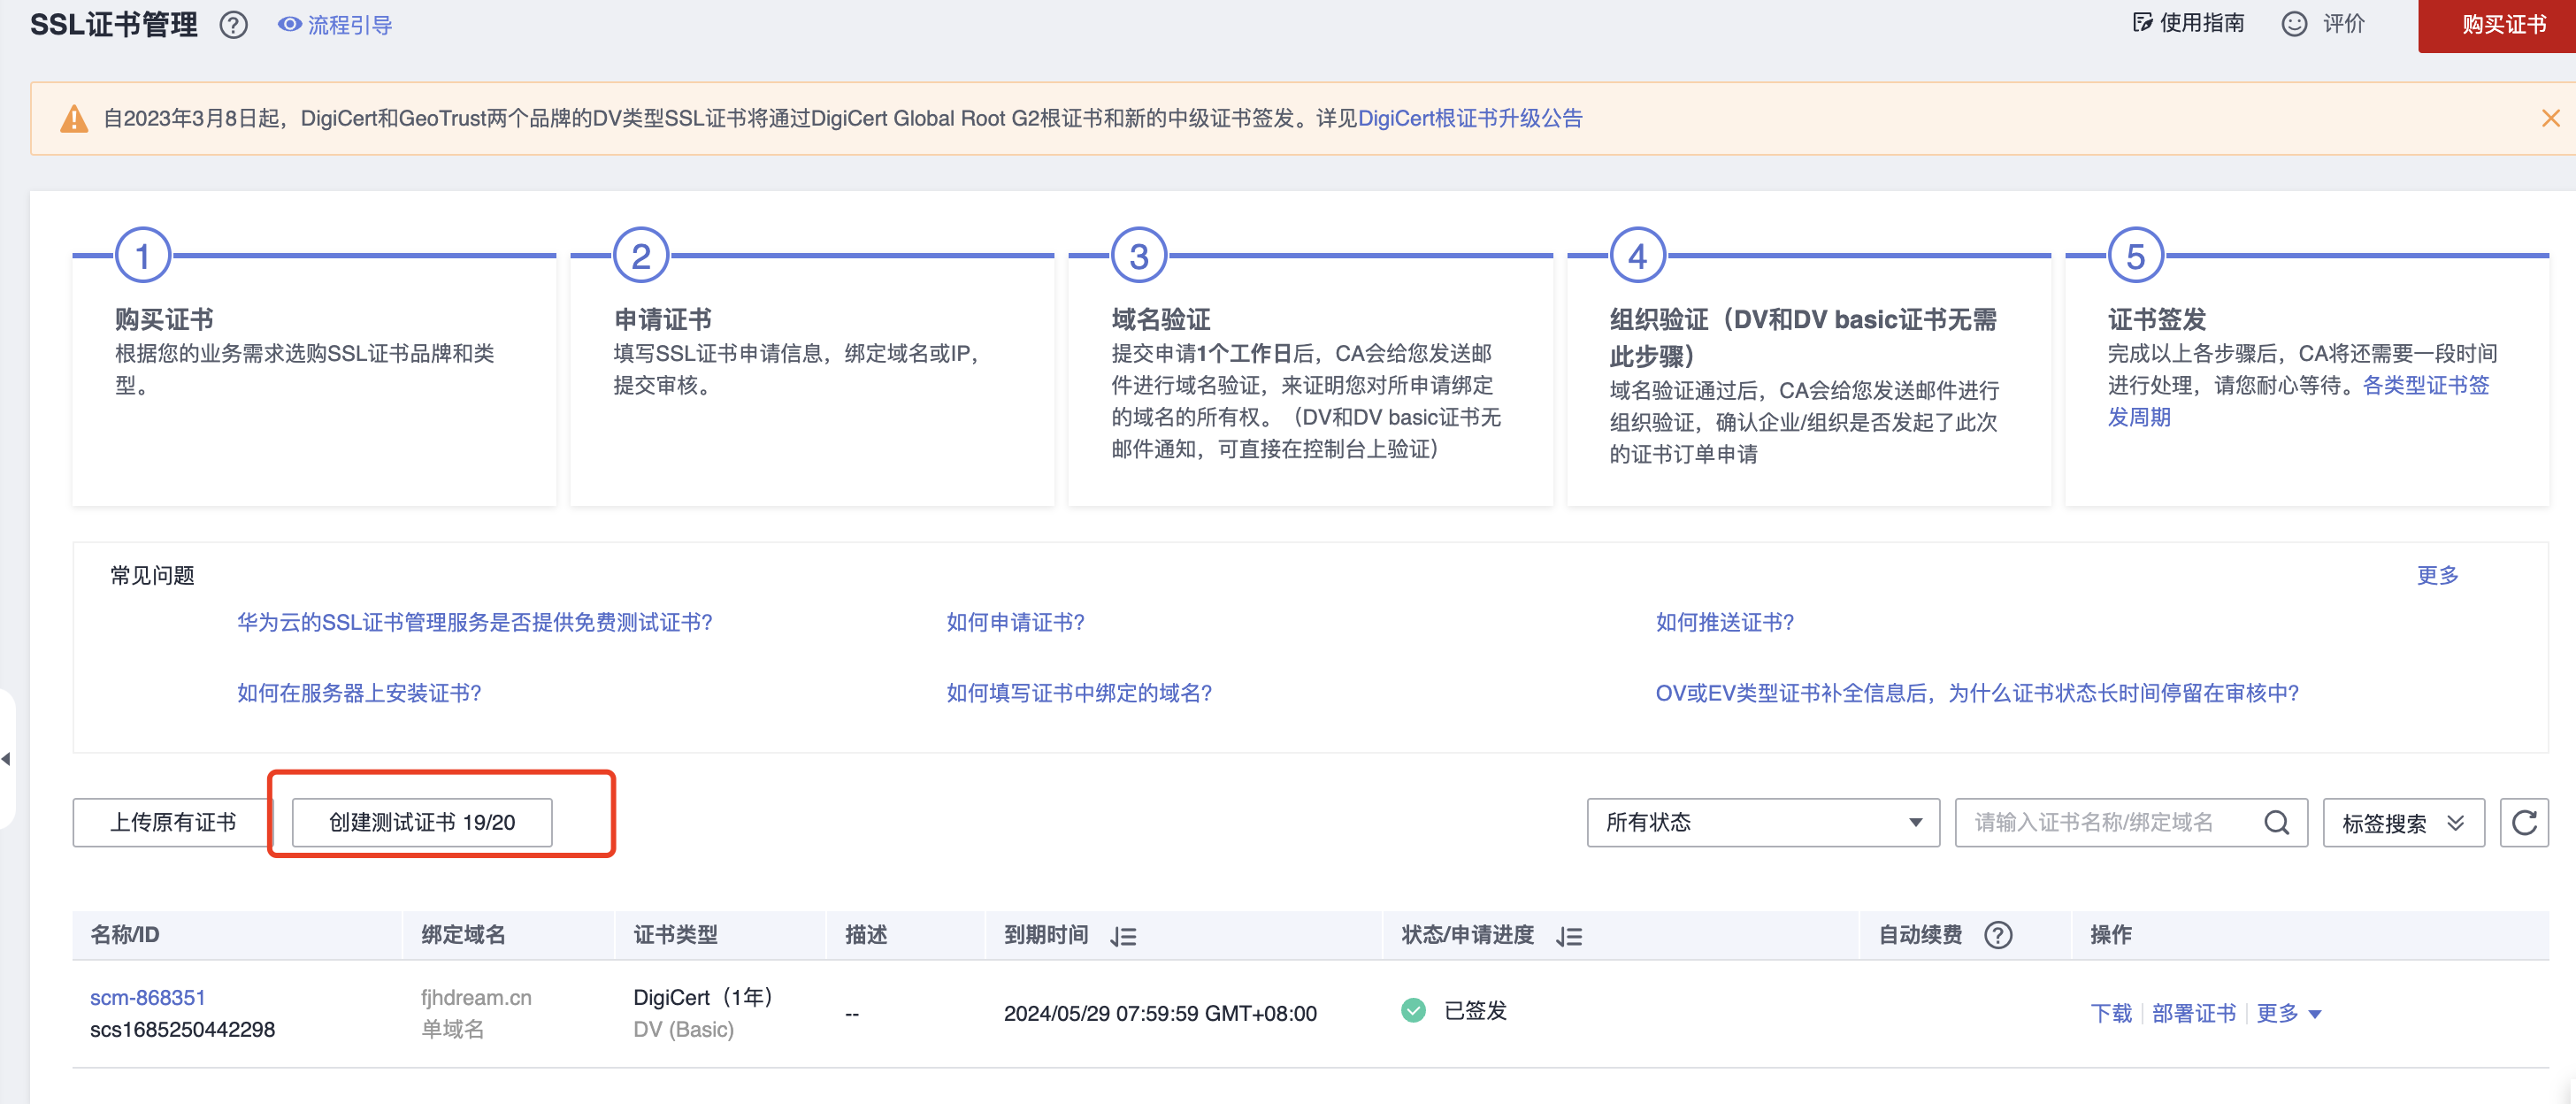 SSL证书管理 ? 流程引导 使用指南 评价 购买证书
自2023年3月8日起，DigiCert和GeoTrust两个品牌的DV类型SSL证书将通过DigiCert Global Root G2根证书和新的中级证书签发。详见DigiCert根证书升级公告
1
购买证书
根据您的业务需求选购SSL证书品牌和类
型。
2
申请证书
填写SSL证书申请信息，绑定域名或IP，
提交审核。
3
域名验证
提交申请1个工作日后，CA会给您发送邮
件进行域名验证，来证明您对所申请绑定
的域名的所有权。（DV和DV basic证书无
邮件通知，可直接在控制台上验证）
4
组织验证（DV和DV basic证书无需
此步骤）
域名验证通过后，CA会给您发送邮件进行
组织验证，确认企业/组织是否发起了此次
的证书订单申请
5
证书签发
完成以上各步骤后，CA将还需要一段时间
进行处理，请您耐心等待。各类型证书签
发周期
常见问题 更多
华为云的SSL证书管理服务是否提供免费测试证书? 如何申请证书? 如何推送证书?
如何在服务器上安装证书? 如何填写证书中绑定的域名? OV或EV类型证书补全信息后，为什么证书状态长时间停留在审核中?
上传原有证书 创建测试证书 19/20 所有状态 请输入证书名称/绑定域名 标签搜索
名称/ID 绑定域名 证书类型 描述 到期时间 状态/申请进度 自动续费 ? 操作
scm-868351 fjhdream.cn DigiCert（1年）
-- 2024/05/29 07:59:59 GMT+08:00 已签发 下载 部署证书 更多
scs1685250442298 单域名 DV (Basic)